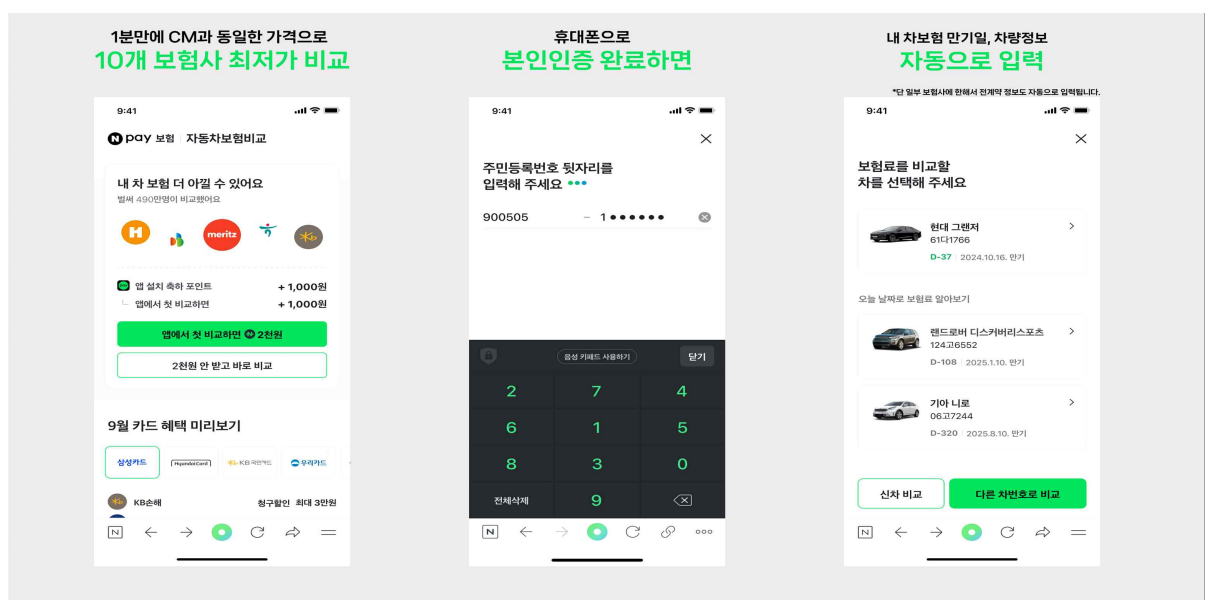 1분만에 CM과 동일한 가격으로
10개 보험사 최저가 비교
9:41
N pay 보험 자동차보험비교
내 차 보험 더 아낄 수 있어요
벌써 490만명이 비교했어요
H
meritz
Kb
앱 설치 축하 포인트 + 1,000원
앱에서 첫 비교하면 + 1,000원
앱에서 첫 비교하면 N 2천원
2천원 안 받고 바로 비교
9월 카드 혜택 미리보기
삼성카드 HyundaiCard KB국민카드 우리카드
KB손해 청구할인 최대 3만원
N
휴대폰으로
본인인증 완료하면
9:41
주민등록번호 뒷자리를
입력해 주세요
900505 - 1●●●●●●
음성 키패드 사용하기 닫기
2 7 4
6 1 5
8 3 0
전체삭제 9
N
내 차보험 만기일, 차량정보
자동으로 입력
*단 일부 보험사에 한해서 전계약 정보도 자동으로 입력됩니다.
9:41
보험료를 비교할
차를 선택해 주세요
현대 그랜저
61다1766
D-37 2024.10.16. 만기
오늘 날짜로 보험료 알아보기
랜드로버 디스커버리스포츠
124고6552
D-108 2025.1.10. 만기
기아 니로
06고7244
D-320 2025.8.10. 만기
신차 비교 다른 차번호로 비교
N